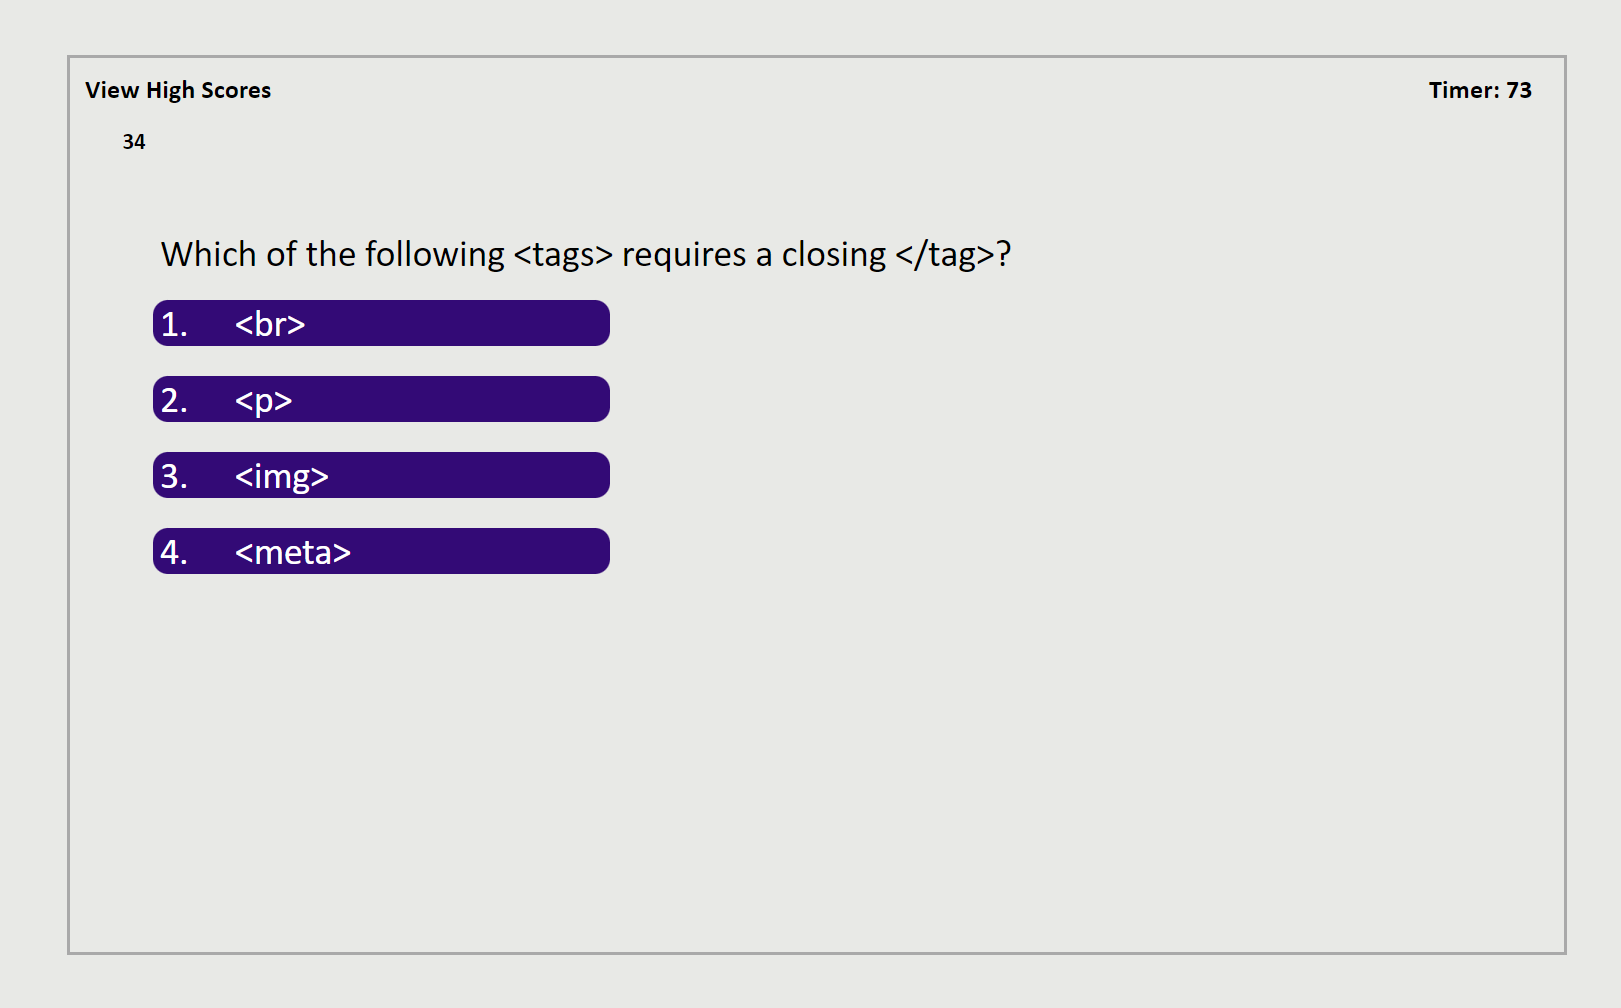 View High Scores
Timer: 73
34
Which of the following <tags> requires a closing </tag>?
1. <br>
2. <p>
3. <img>
4. <meta>